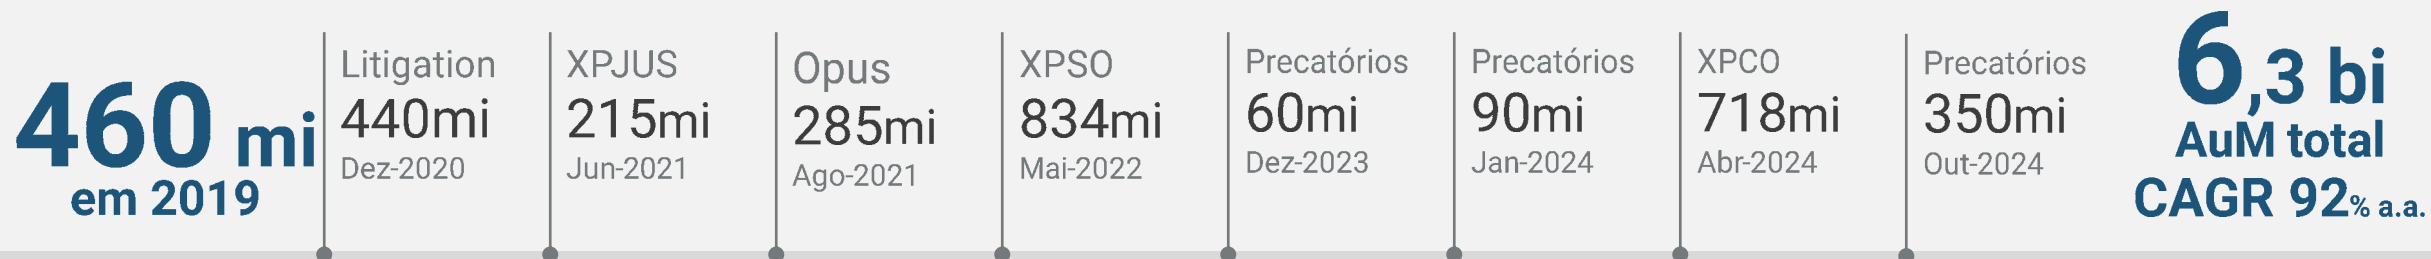 460 mi
em 2019
Litigation
440mi
Dez-2020
XPJUS
215mi
Jun-2021
Opus
285mi
Ago-2021
XPSO
834mi
Mai-2022
Precatórios
60mi
Dez-2023
Precatórios
90mi
Jan-2024
XPCO
718mi
Abr-2024
Precatórios
350mi
Out-2024
6,3 bi
AuM total
CAGR 92% a.a.